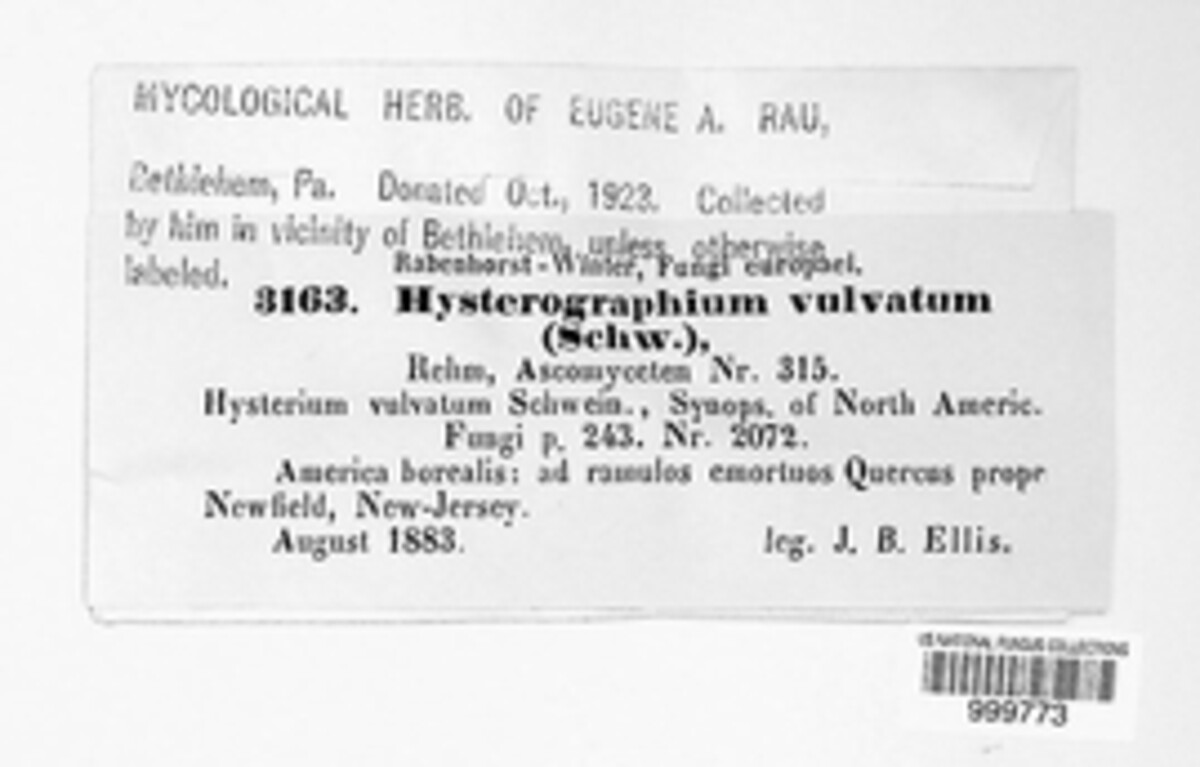 MYCOLOGICAL HERB. OF EUGENE A. RAU,
Bethlehem, Pa. Donated Oct., 1923. Collected
by him in vicinity of Bethlehem, unless otherwise
labeled.
Rabenhorst-Winter, Fungi europaei.
3163. Hysterographium vulvatum
(Schw.),
Rehm, Ascomyceten Nr. 315.
Hysterium vulvatum Schwein., Synops. of North Americ.
Fungi p. 243. Nr. 2072.
America borealis: ad ramulos emortuos Quercus propr
Newfield, New-Jersey.
August 1883. leg. J. B. Ellis.
US NATIONAL FUNGUS COLLECTIONS
999773